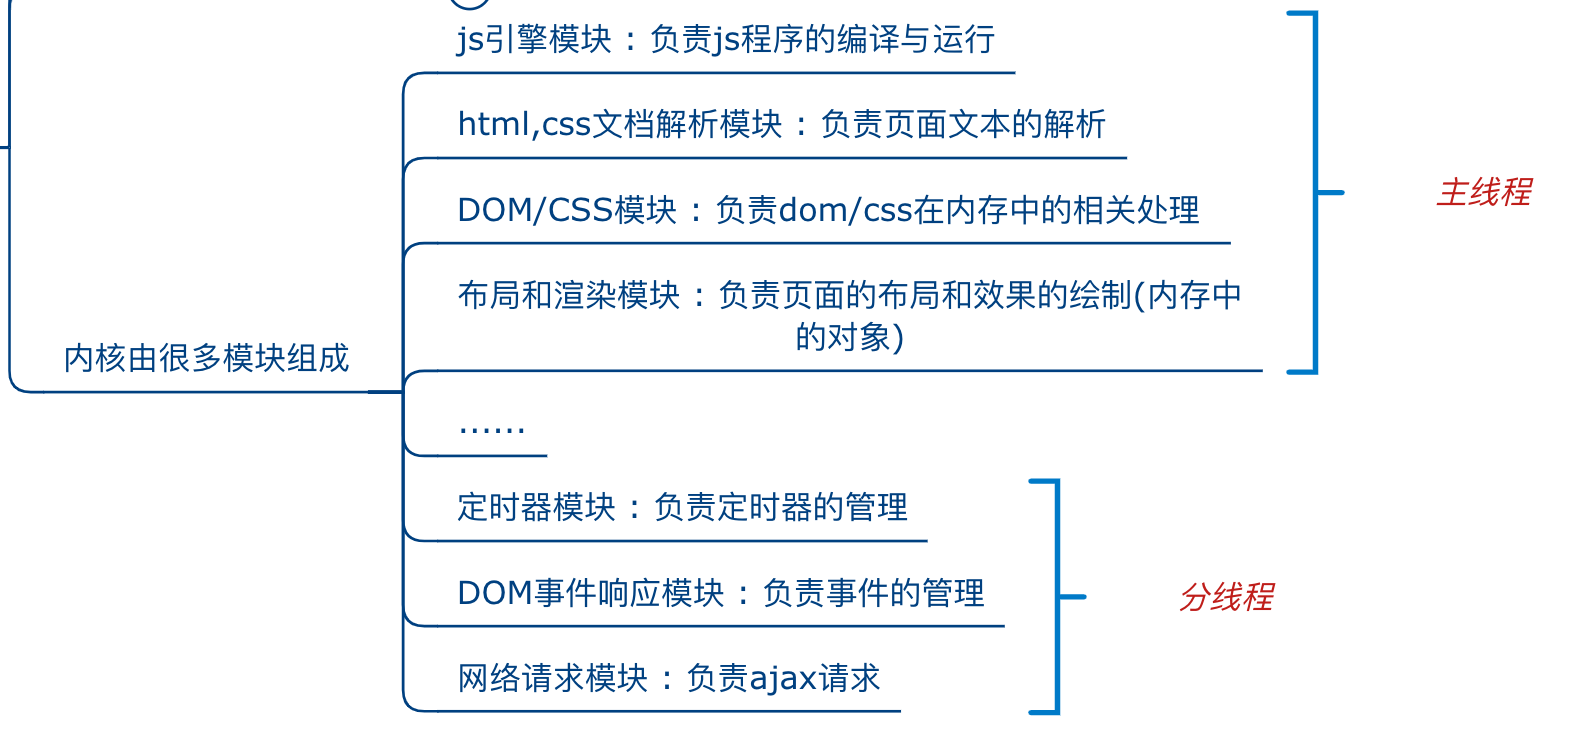 js引擎模块 : 负责js程序的编译与运行
html,css文档解析模块 : 负责页面文本的解析
DOM/CSS模块 : 负责dom/css在内存中的相关处理
布局和渲染模块 : 负责页面的布局和效果的绘制(内存中
的对象)
主线程
内核由很多模块组成
......
定时器模块 : 负责定时器的管理
DOM事件响应模块 : 负责事件的管理
网络请求模块 : 负责ajax请求
分线程